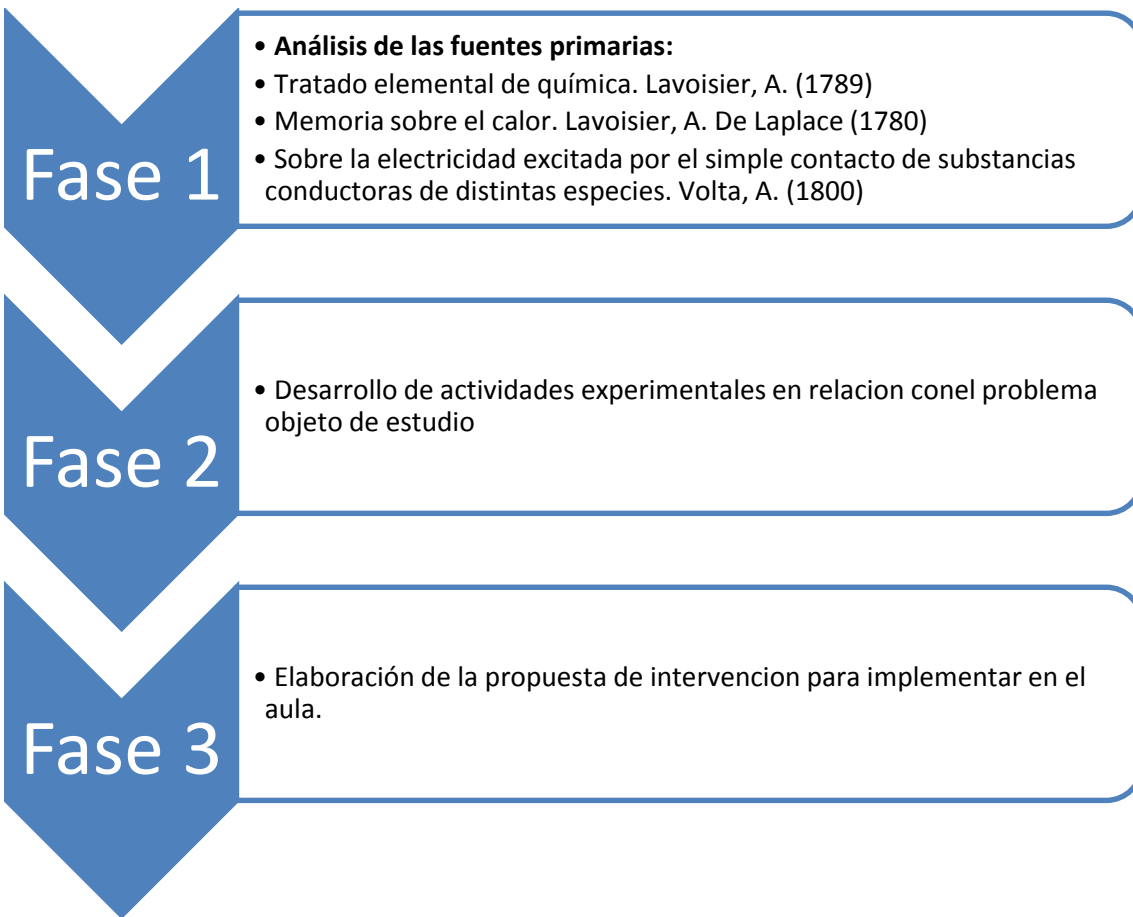 Fase 1
• Análisis de las fuentes primarias:
• Tratado elemental de química. Lavoisier, A. (1789)
• Memoria sobre el calor. Lavoisier, A. De Laplace (1780)
• Sobre la electricidad excitada por el simple contacto de substancias
conductoras de distintas especies. Volta, A. (1800)
Fase 2
• Desarrollo de actividades experimentales en relacion conel problema
objeto de estudio
Fase 3
• Elaboración de la propuesta de intervencion para implementar en el
aula.